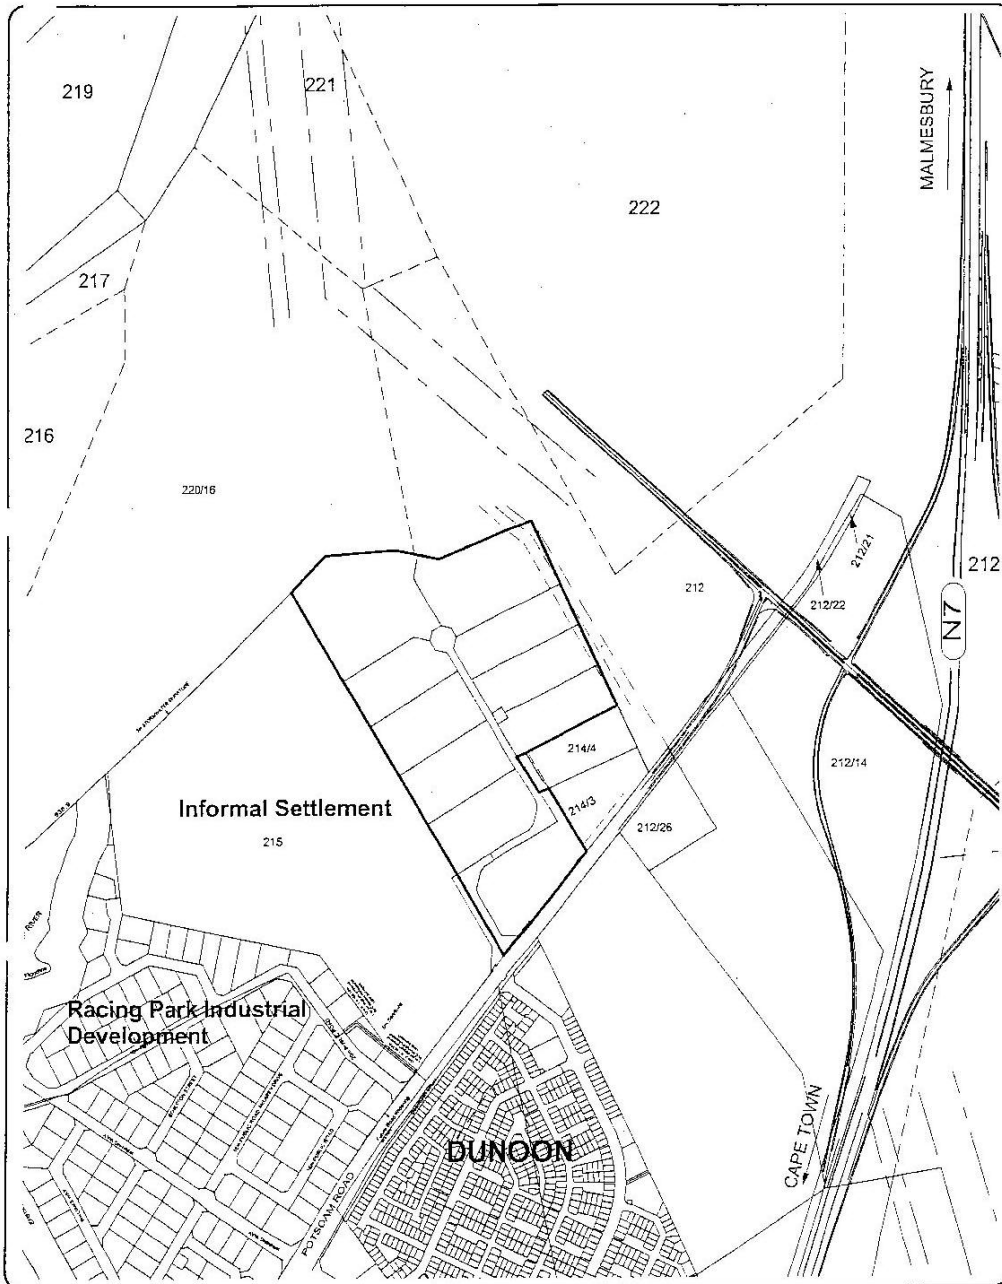 219
221
MALMESBURY
222
217
216
220/16
212/21
212
212
212/22
N7
214/4
212/14
214/3
Informal Settlement
212/26
215
RIVER
Racing Park Industrial
Development
DUNOON
CAPE TOWN
POTSDAM ROAD